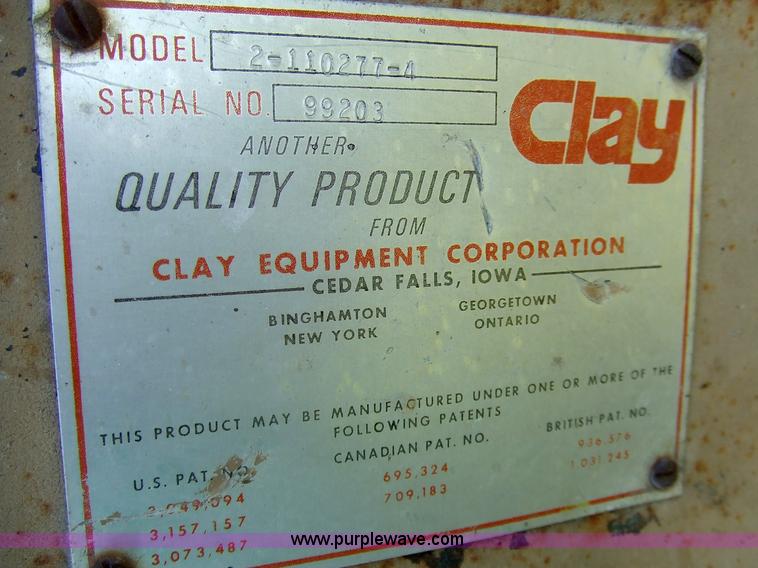 MODEL 2-110277-4
SERIAL NO. 99203
Clay
ANOTHER
QUALITY PRODUCT
FROM
CLAY EQUIPMENT CORPORATION
CEDAR FALLS, IOWA
BINGHAMTON GEORGETOWN
NEW YORK ONTARIO
THIS PRODUCT MAY BE MANUFACTURED UNDER ONE OR MORE OF THE
FOLLOWING PATENTS
U.S. PAT. NO. CANADIAN PAT. NO. BRITISH PAT. NO.
695,324 936,576
709,183 1,031,245
3,157,157
3,073,487
www.purplewave.com